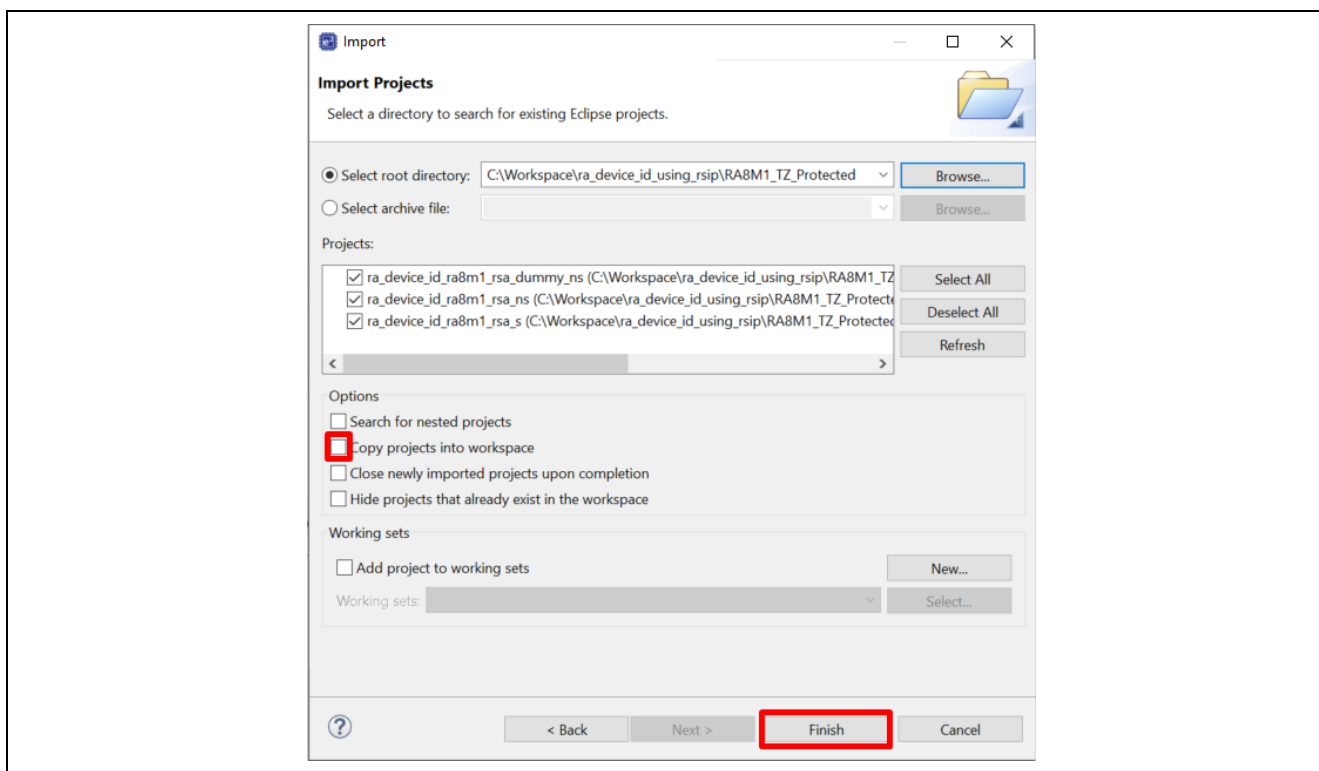 Import
Import Projects
Select a directory to search for existing Eclipse projects.
Select root directory: C:\Workspace\ra_device_id_using_rsip\RA8M1_TZ_Protected Browse...
Select archive file: Browse...
Projects:
ra_device_id_ra8m1_rsa_dummy_ns (C:\Workspace\ra_device_id_using_rsip\RA8M1_TZ Select All
ra_device_id_ra8m1_rsa_ns (C:\Workspace\ra_device_id_using_rsip\RA8M1_TZ_Protecte
Deselect All
ra_device_id_ra8m1_rsa_s (C:\Workspace\ra_device_id_using_rsip\RA8M1_TZ_Protected
Refresh
Options
Search for nested projects
Copy projects into workspace
Close newly imported projects upon completion
Hide projects that already exist in the workspace
Working sets
Add project to working sets New...
Working sets: Select...
? < Back Next > Finish Cancel